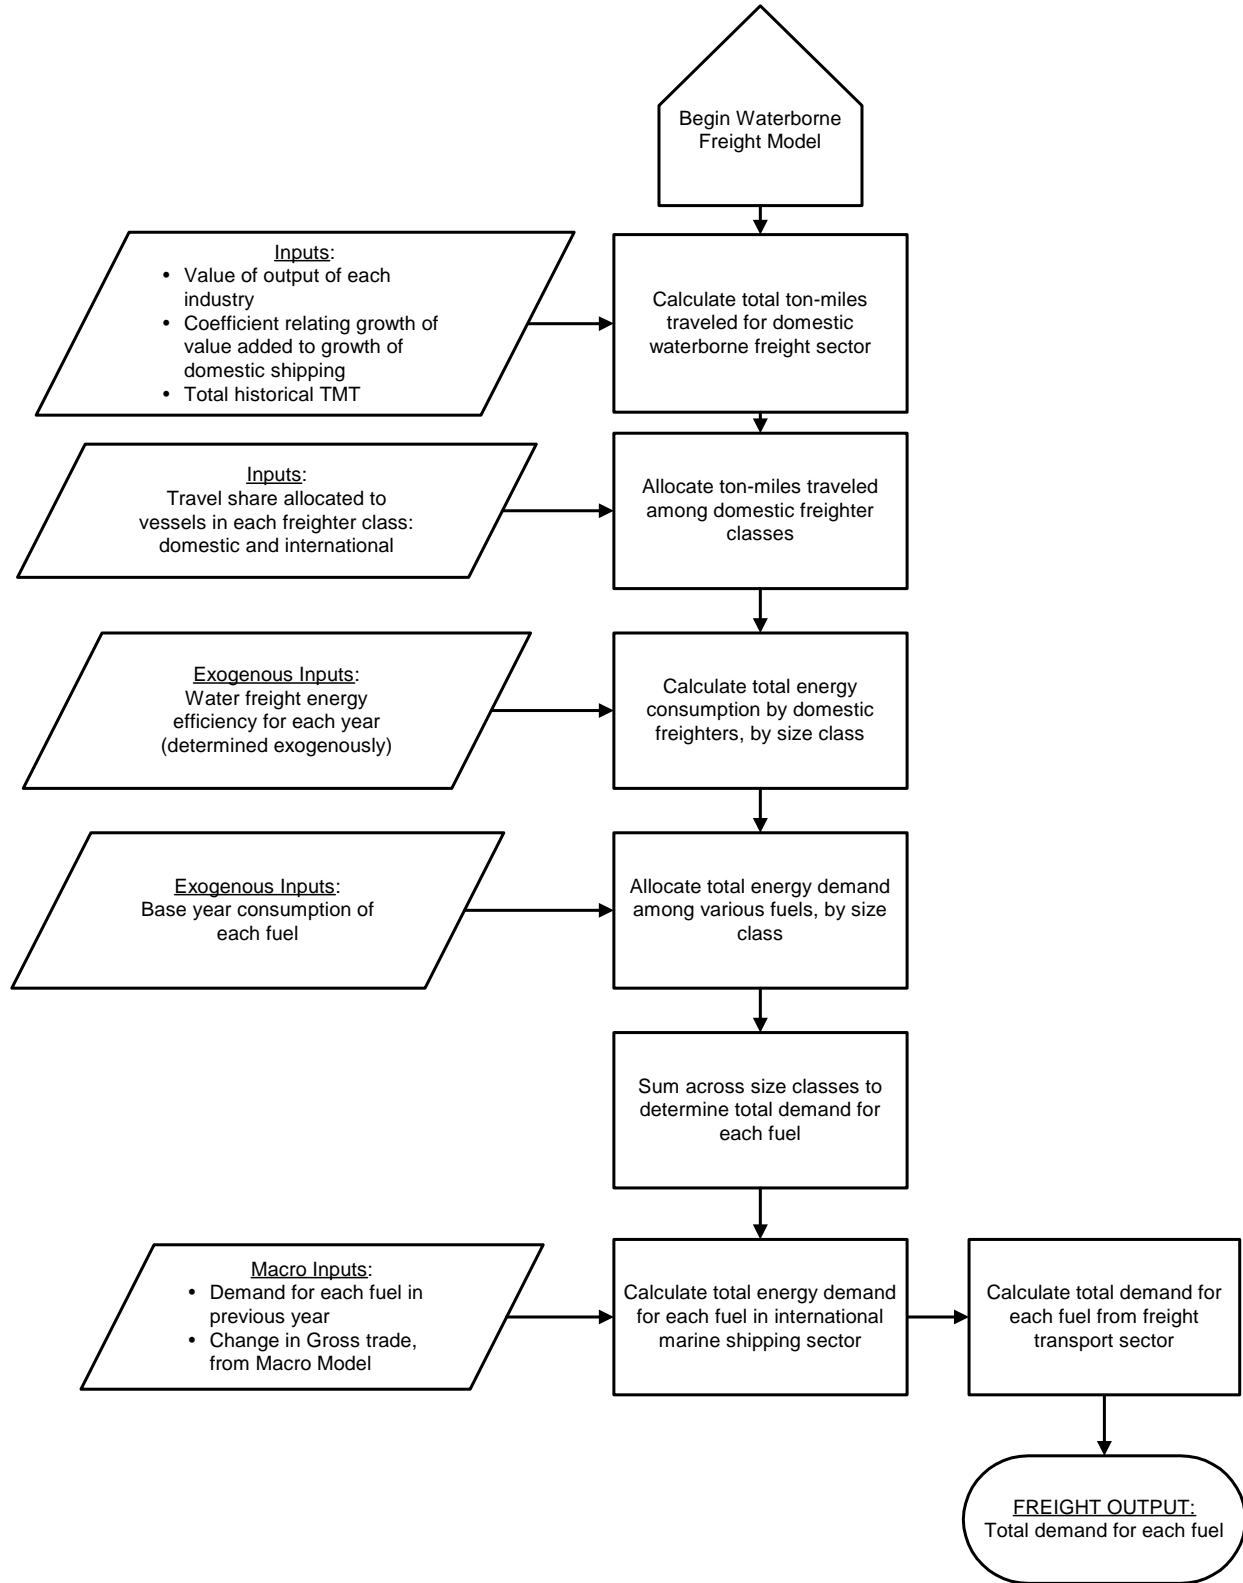 Begin Waterborne
Freight Model
Inputs:
• Value of output of each
industry
• Coefficient relating growth of
value added to growth of
domestic shipping
• Total historical TMT
Calculate total ton-miles
traveled for domestic
waterborne freight sector
Inputs:
Travel share allocated to
vessels in each freighter class:
domestic and international
Allocate ton-miles traveled
among domestic freighter
classes
Exogenous Inputs:
Water freight energy
efficiency for each year
(determined exogenously)
Calculate total energy
consumption by domestic
freighters, by size class
Exogenous Inputs:
Base year consumption of
each fuel
Allocate total energy demand
among various fuels, by size
class
Sum across size classes to
determine total demand for
each fuel
Macro Inputs:
• Demand for each fuel in
previous year
• Change in Gross trade,
from Macro Model
Calculate total energy demand
for each fuel in international
marine shipping sector
Calculate total demand for
each fuel from freight
transport sector
FREIGHT OUTPUT:
Total demand for each fuel